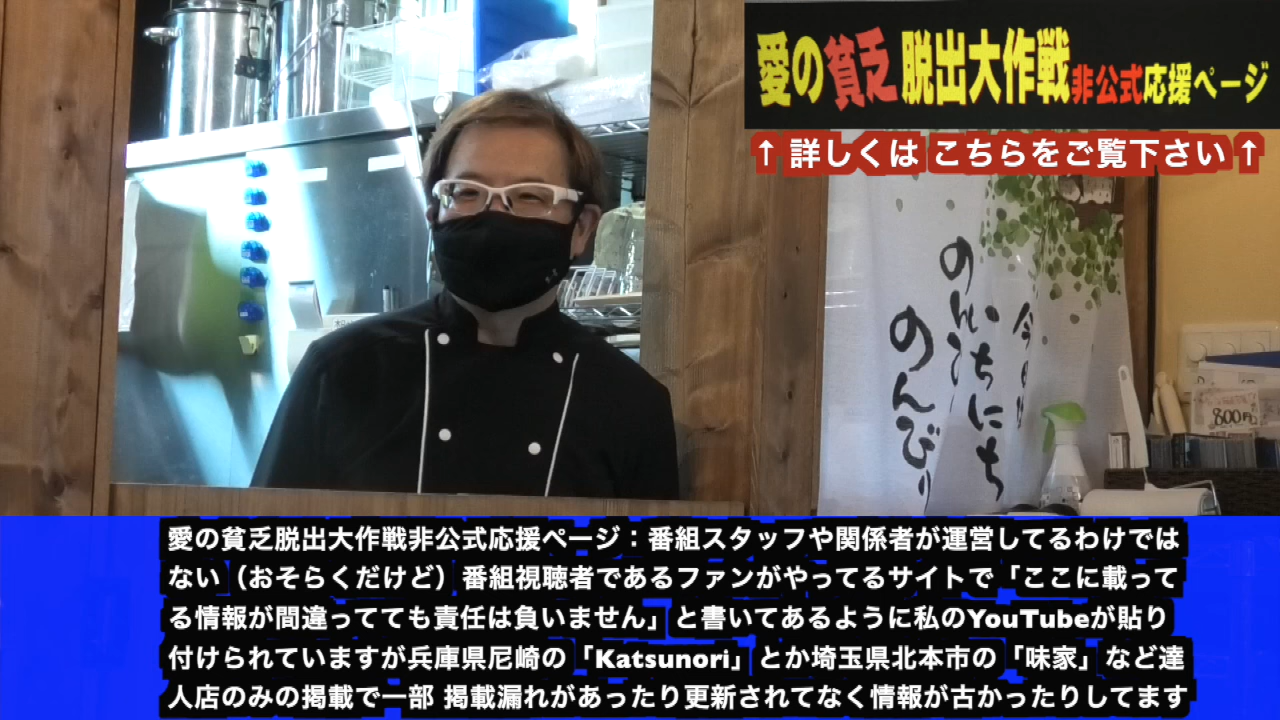 愛の貧乏脱出大作戦非公式応援ページ
↑ 詳しくは こちらをご覧下さい ↑
いちにち
のんびり
800円
愛の貧乏脱出大作戦非公式応援ページ：番組スタッフや関係者が運営してるわけでは
ない（おそらくだけど）番組視聴者であるファンがやってるサイトで「ここに載って
る情報が間違ってても責任は負いません」と書いてあるように私のYouTubeが貼り
付けられていますが兵庫県尼崎の「Katsunori」とか埼玉県北本市の「味家」など達
人店のみの掲載で一部 掲載漏れがあったり更新されてなく情報が古かったりしてます